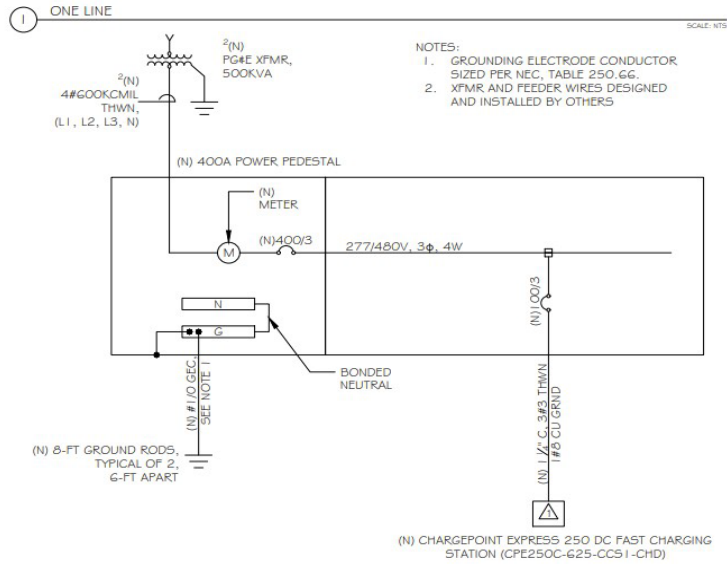 1
ONE LINE
SCALE: NTS
2(N)
PG&E XFMR,
500KVA
2(N)
4#600KCMIL
THWN,
(L1, L2, L3, N)
NOTES:
1. GROUNDING ELECTRODE CONDUCTOR
SIZED PER NEC, TABLE 250.66.
2. XFMR AND FEEDER WIRES DESIGNED
AND INSTALLED BY OTHERS
(N) 400A POWER PEDESTAL
(N)
METER
M
(N)400/3
277/480V, 3ϕ, 4W
(N)100/3
N
G
BONDED
NEUTRAL
(N) #1/0 GEC,
SEE NOTE 1
(N) 8-FT GROUND RODS,
TYPICAL OF 2,
6-FT APART
(N) 1 ¼" C, 3#3 THWN
1#8 CU GRND
1
(N) CHARGEPOINT EXPRESS 250 DC FAST CHARGING
STATION (CPE250C-625-CCS1-CHD)